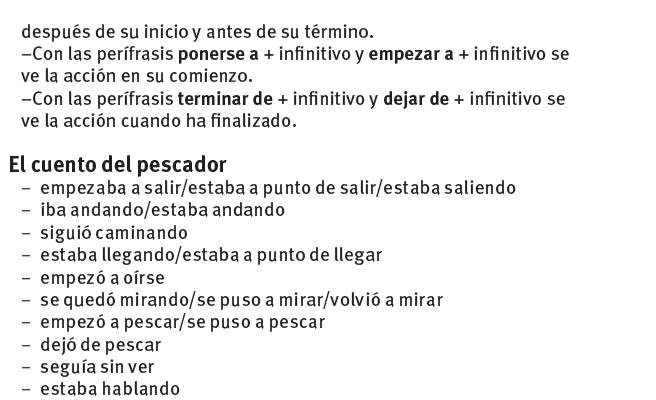 después de su inicio y antes de su término.
–Con las perífrasis ponerse a + infinitivo y empezar a + infinitivo se
ve la acción en su comienzo.
–Con las perífrasis terminar de + infinitivo y dejar de + infinitivo se
ve la acción cuando ha finalizado.
El cuento del pescador
– empezaba a salir/estaba a punto de salir/estaba saliendo
– iba andando/estaba andando
– siguió caminando
– estaba llegando/estaba a punto de llegar
– empezó a oírse
– se quedó mirando/se puso a mirar/volvió a mirar
– empezó a pescar/se puso a pescar
– dejó de pescar
– seguía sin ver
– estaba hablando